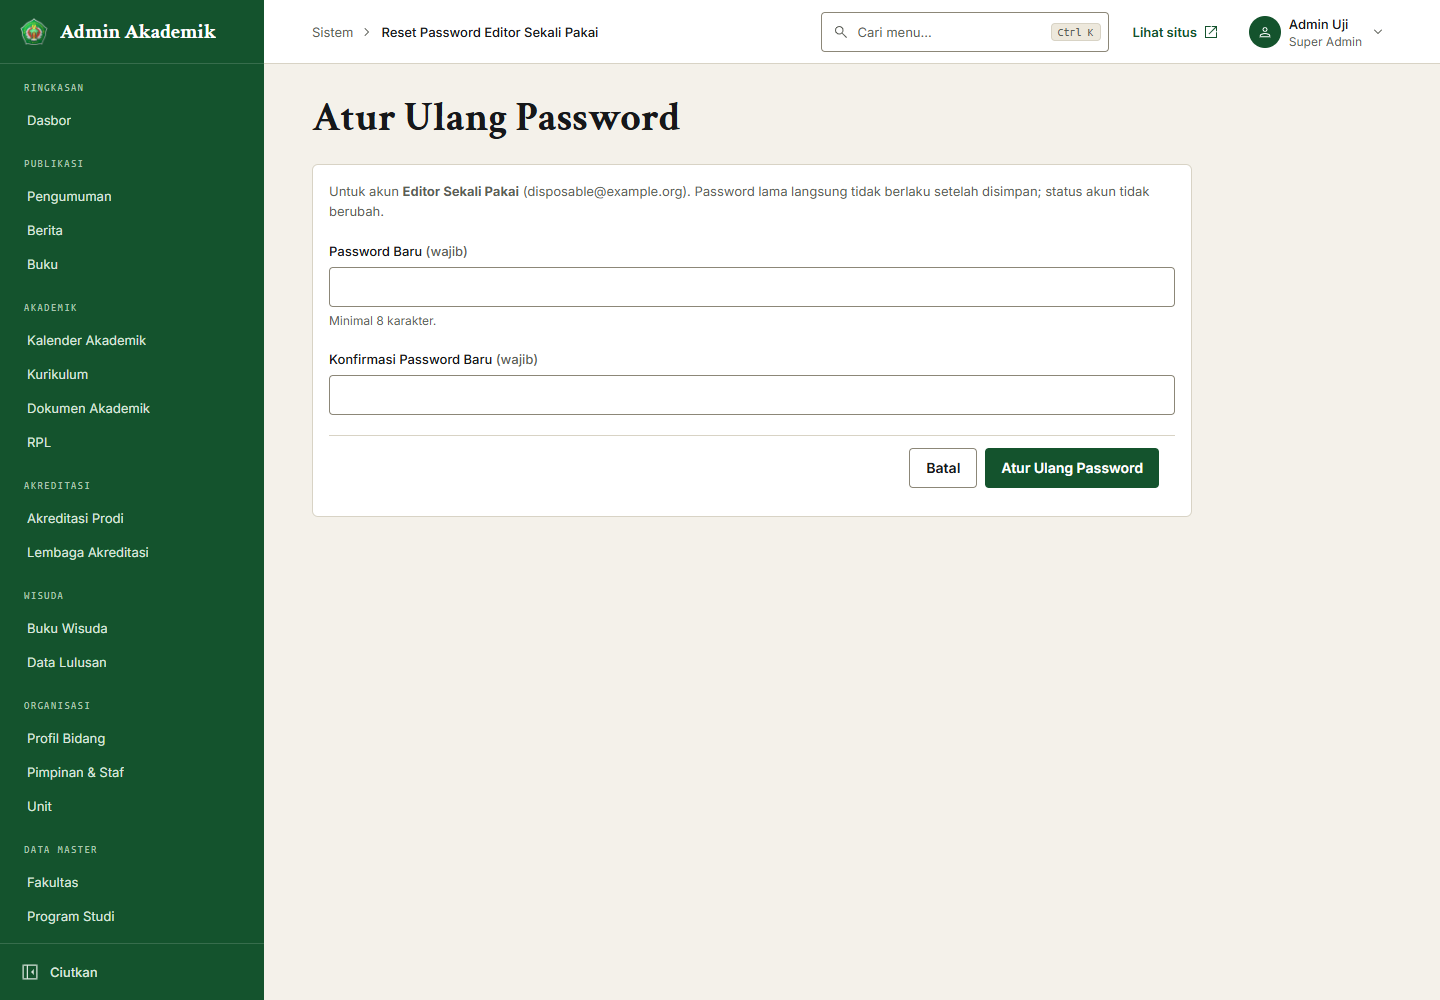 Admin Akademik
RINGKASAN
Dasbor
PUBLIKASI
Pengumuman
Berita
Buku
AKADEMIK
Kalender Akademik
Kurikulum
Dokumen Akademik
RPL
AKREDITASI
Akreditasi Prodi
Lembaga Akreditasi
WISUDA
Buku Wisuda
Data Lulusan
ORGANISASI
Profil Bidang
Pimpinan & Staf
Unit
DATA MASTER
Fakultas
Program Studi
Ciutkan
Sistem > Reset Password Editor Sekali Pakai
Cari menu... Ctrl K
Lihat situs
Admin Uji
Super Admin
Atur Ulang Password
Untuk akun Editor Sekali Pakai (disposable@example.org). Password lama langsung tidak berlaku setelah disimpan; status akun tidak
berubah.
Password Baru (wajib)
Minimal 8 karakter.
Konfirmasi Password Baru (wajib)
Batal
Atur Ulang Password